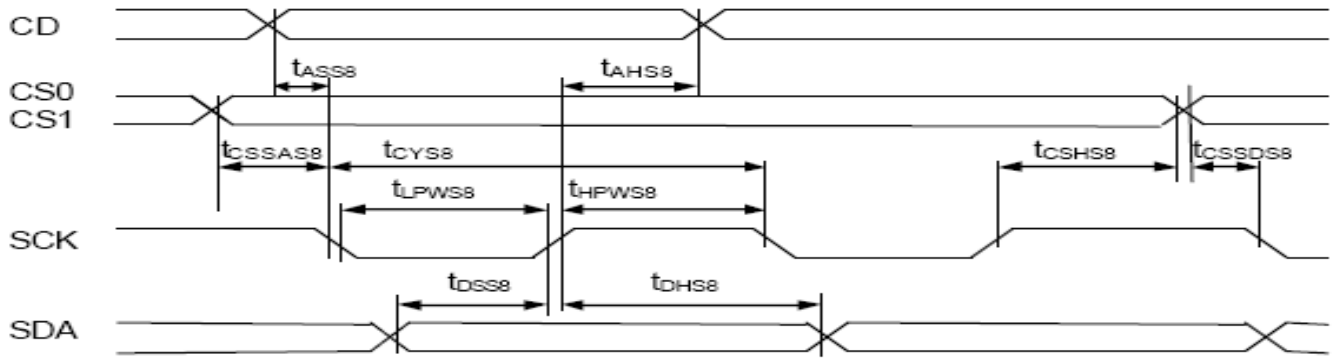 CD
tASS8 tAHS8
CS0
CS1
tCSSAS8 tCYS8 tCSHS8 tCSSDS8
tLPWS8 tHPWS8
SCK
tDSS8 tDHS8
SDA